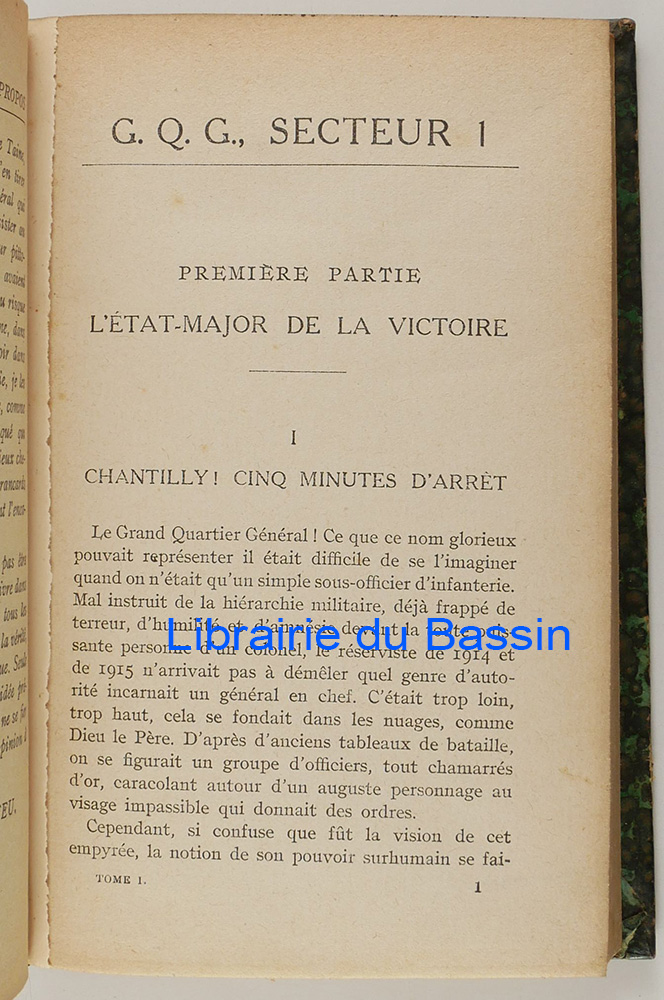 PROPOS
Taine,
G. Q. G., SECTEUR 1
PREMIÈRE PARTIE
L'ÉTAT-MAJOR DE LA VICTOIRE
I
CHANTILLY! CINQ MINUTES D'ARRÊT
Le Grand Quartier Général ! Ce que ce nom glorieux
pouvait représenter il était difficile de se l'imaginer
quand on n'était qu'un simple sous-officier d'infanterie.
Mal instruit de la hiérarchie militaire, déjà frappé de
terreur, d'humilité et d'amnésie devant la toute puis-
sante personne d'un colonel, le réserviste de 1914 et
de 1915 n'arrivait pas à démêler quel genre d'auto-
rité incarnait un général en chef. C'était trop loin,
trop haut, cela se fondait dans les nuages, comme
Dieu le Père. D'après d'anciens tableaux de bataille,
on se figurait un groupe d'officiers, tout chamarrés
d'or, caracolant autour d'un auguste personnage au
visage impassible qui donnait des ordres.
Cependant, si confuse que fût la vision de cet
empyrée, la notion de son pouvoir surhumain se fai-
TOME I. 1
Librairie du Bassin